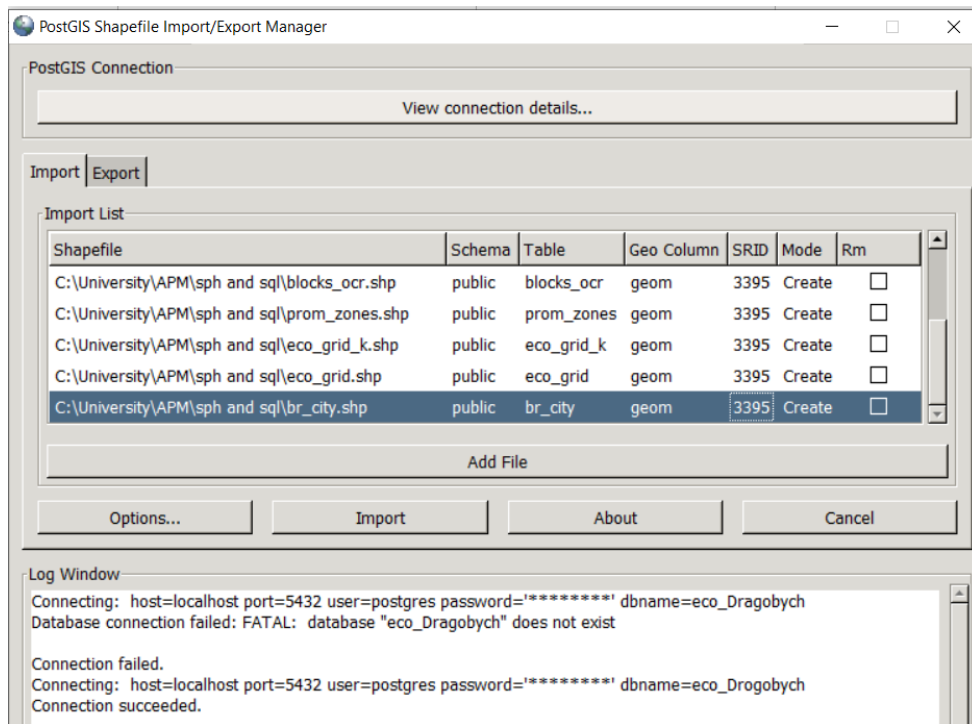 PostGIS Shapefile Import/Export Manager
PostGIS Connection
View connection details...
Import Export
Import List
Shapefile Schema Table Geo Column SRID Mode Rm
C:\University\APM\sph and sql\blocks_ocr.shp public blocks_ocr geom 3395 Create
C:\University\APM\sph and sql\prom_zones.shp public prom_zones geom 3395 Create
C:\University\APM\sph and sql\eco_grid_k.shp public eco_grid_k geom 3395 Create
C:\University\APM\sph and sql\eco_grid.shp public eco_grid geom 3395 Create
C:\University\APM\sph and sql\br_city.shp public br_city geom 3395 Create
Add File
Options... Import About Cancel
Log Window
Connecting:  host=localhost port=5432 user=postgres password='********' dbname=eco_Dragobych
Database connection failed: FATAL:  database "eco_Dragobych" does not exist
Connection failed.
Connecting:  host=localhost port=5432 user=postgres password='********' dbname=eco_Drogobych
Connection succeeded.